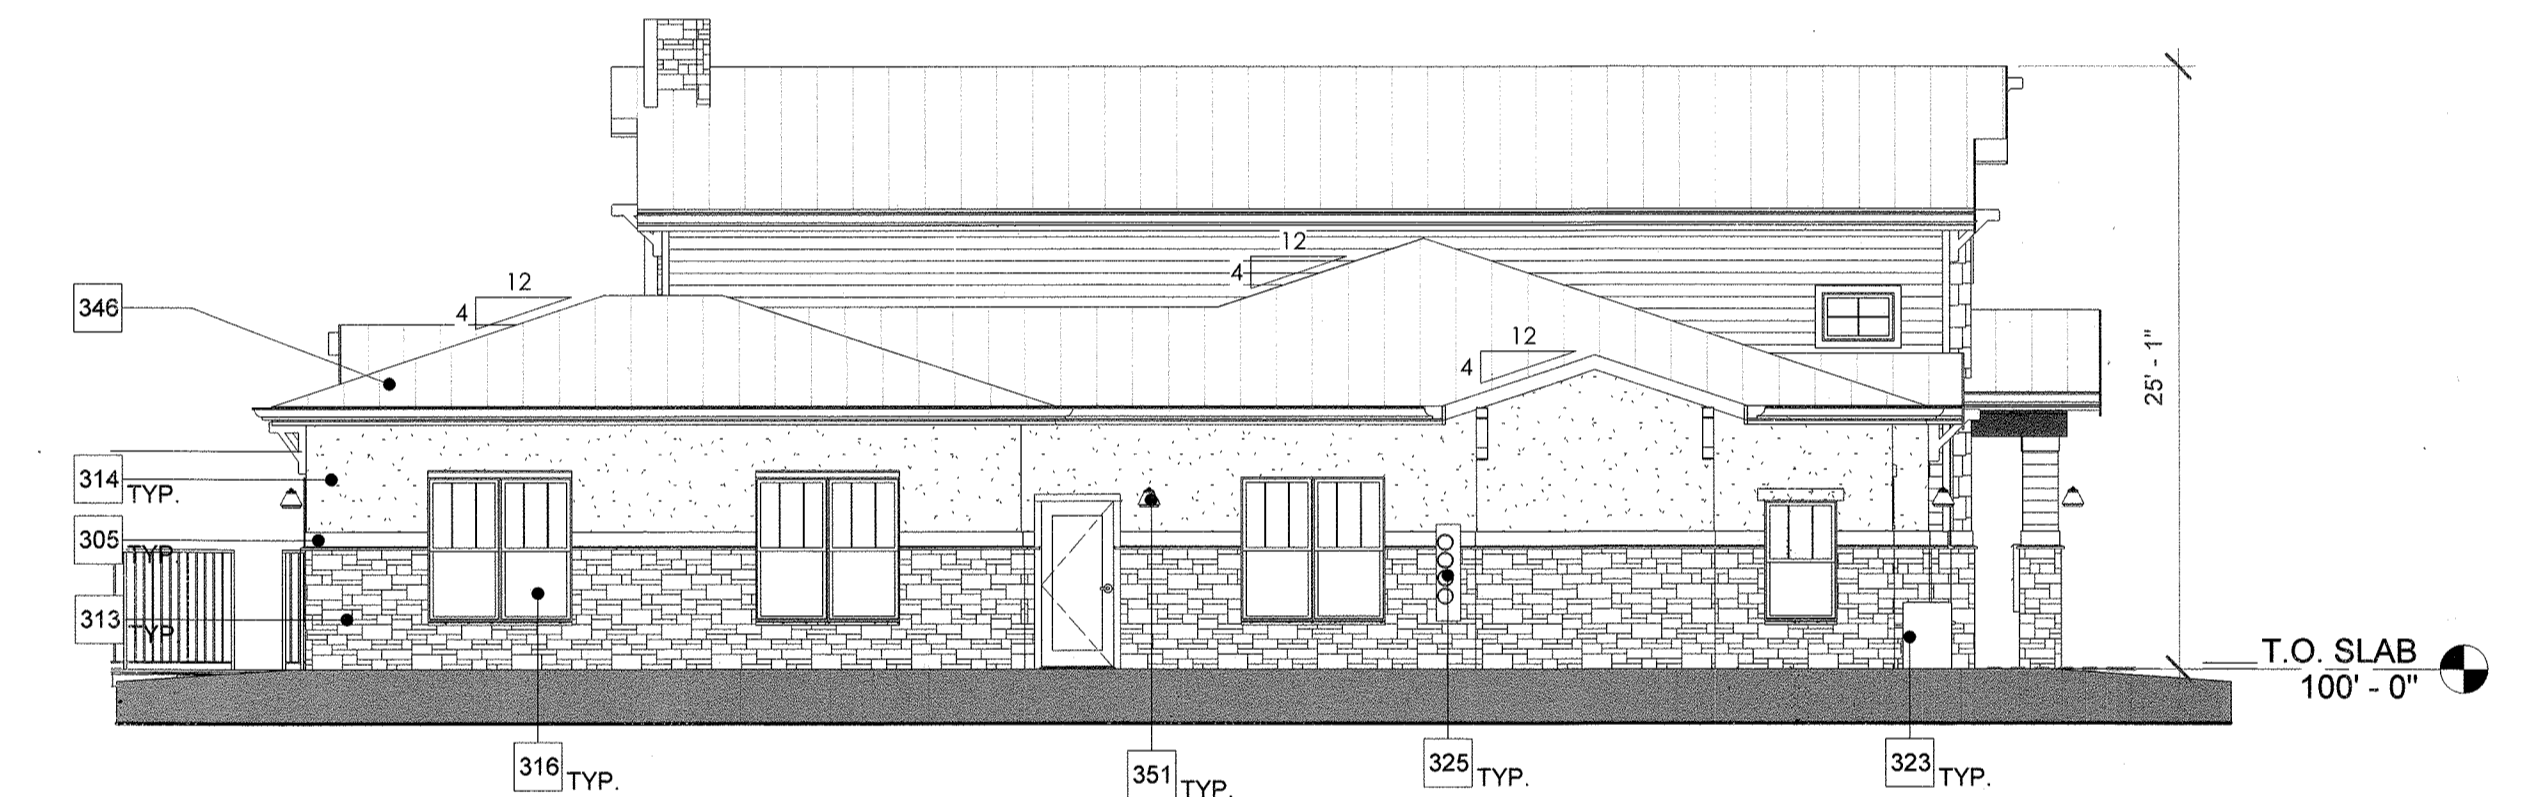 12
4
12
4
346
12
4
25' - 1"
314 TYP.
305 TYP.
313 TYP
T.O. SLAB
100' - 0"
316 TYP.
351 TYP.
325 TYP.
323 TYP.